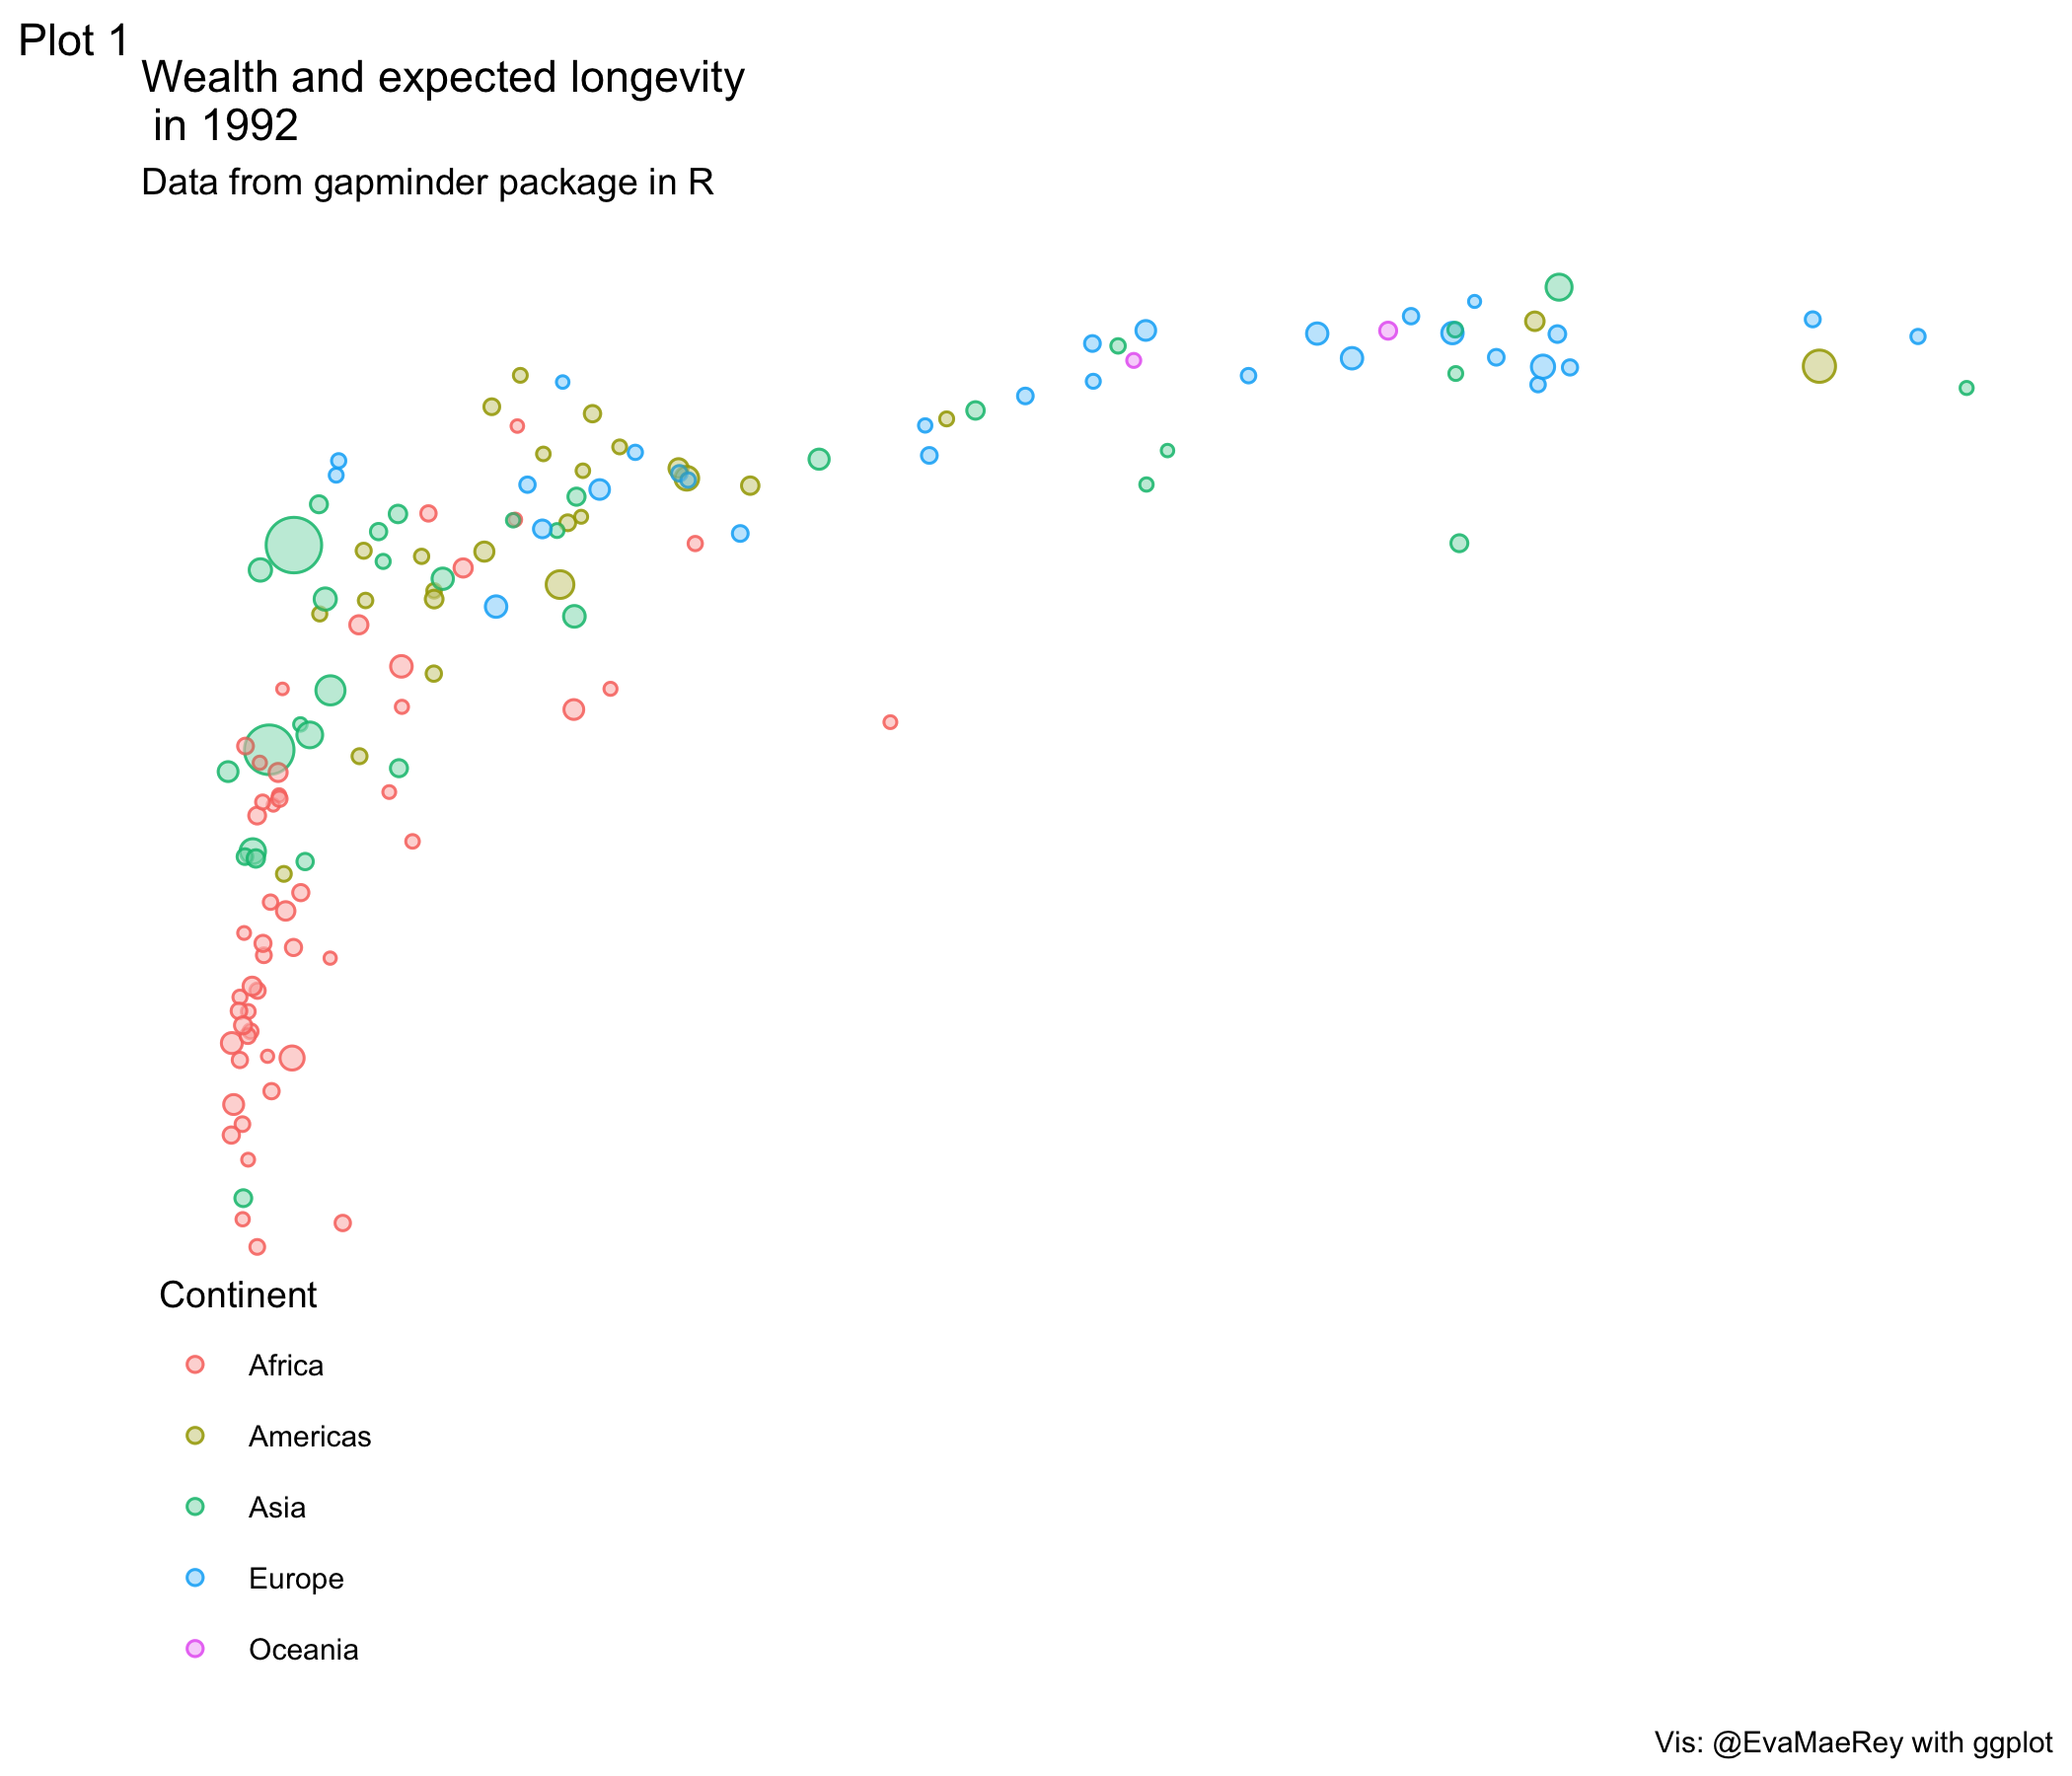 Plot 1
Wealth and expected longevity
in 1992
Data from gapminder package in R
Continent
Africa
Americas
Asia
Europe
Oceania
Vis: @EvaMaeRey with ggplot